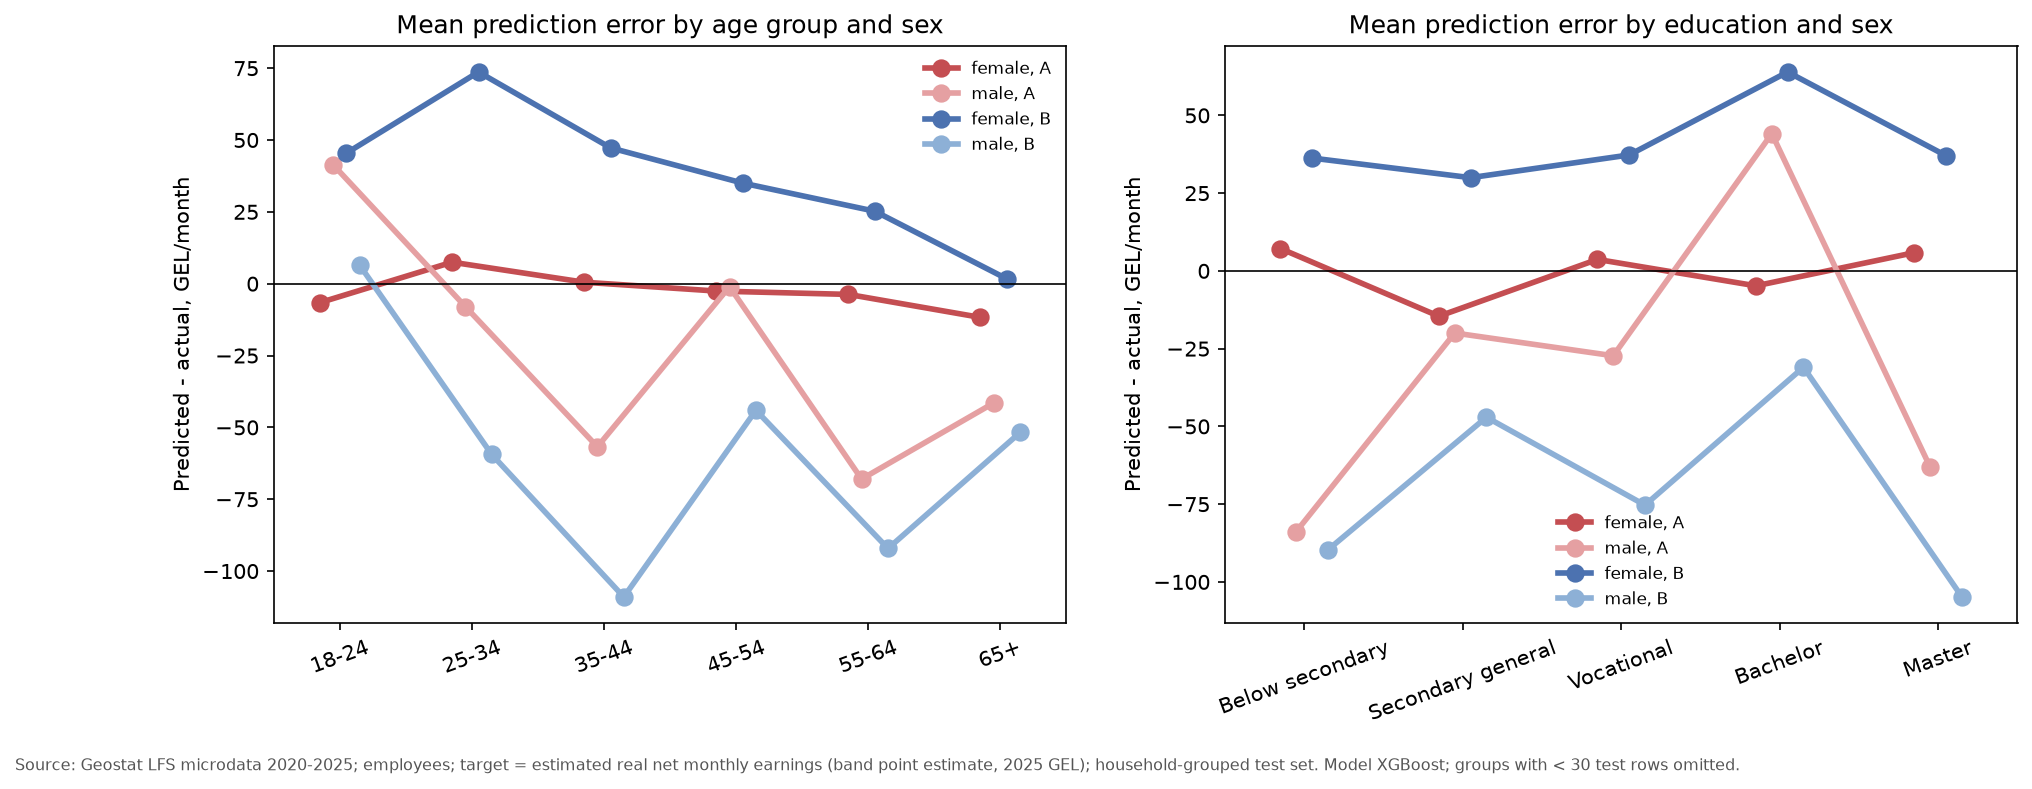 Mean prediction error by age group and sex
Predicted - actual, GEL/month
75
50
25
0
−25
−50
−75
−100
18-24
25-34
35-44
45-54
55-64
65+
female, A
male, A
female, B
male, B
Mean prediction error by education and sex
Predicted - actual, GEL/month
50
25
0
−25
−50
−75
−100
Below secondary
Secondary general
Vocational
Bachelor
Master
female, A
male, A
female, B
male, B
Source: Geostat LFS microdata 2020-2025; employees; target = estimated real net monthly earnings (band point estimate, 2025 GEL); household-grouped test set. Model XGBoost; groups with < 30 test rows omitted.